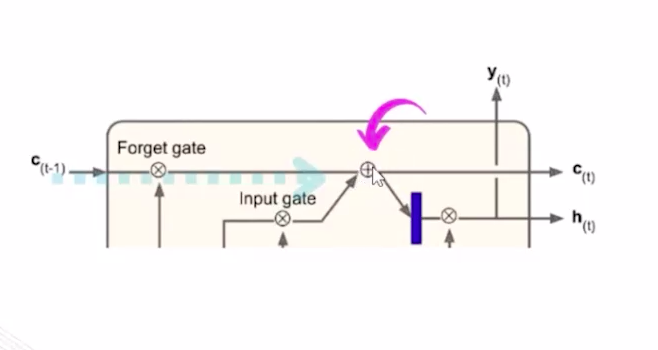 y(t)
Forget gate
c(t-1)
c(t)
Input gate
h(t)